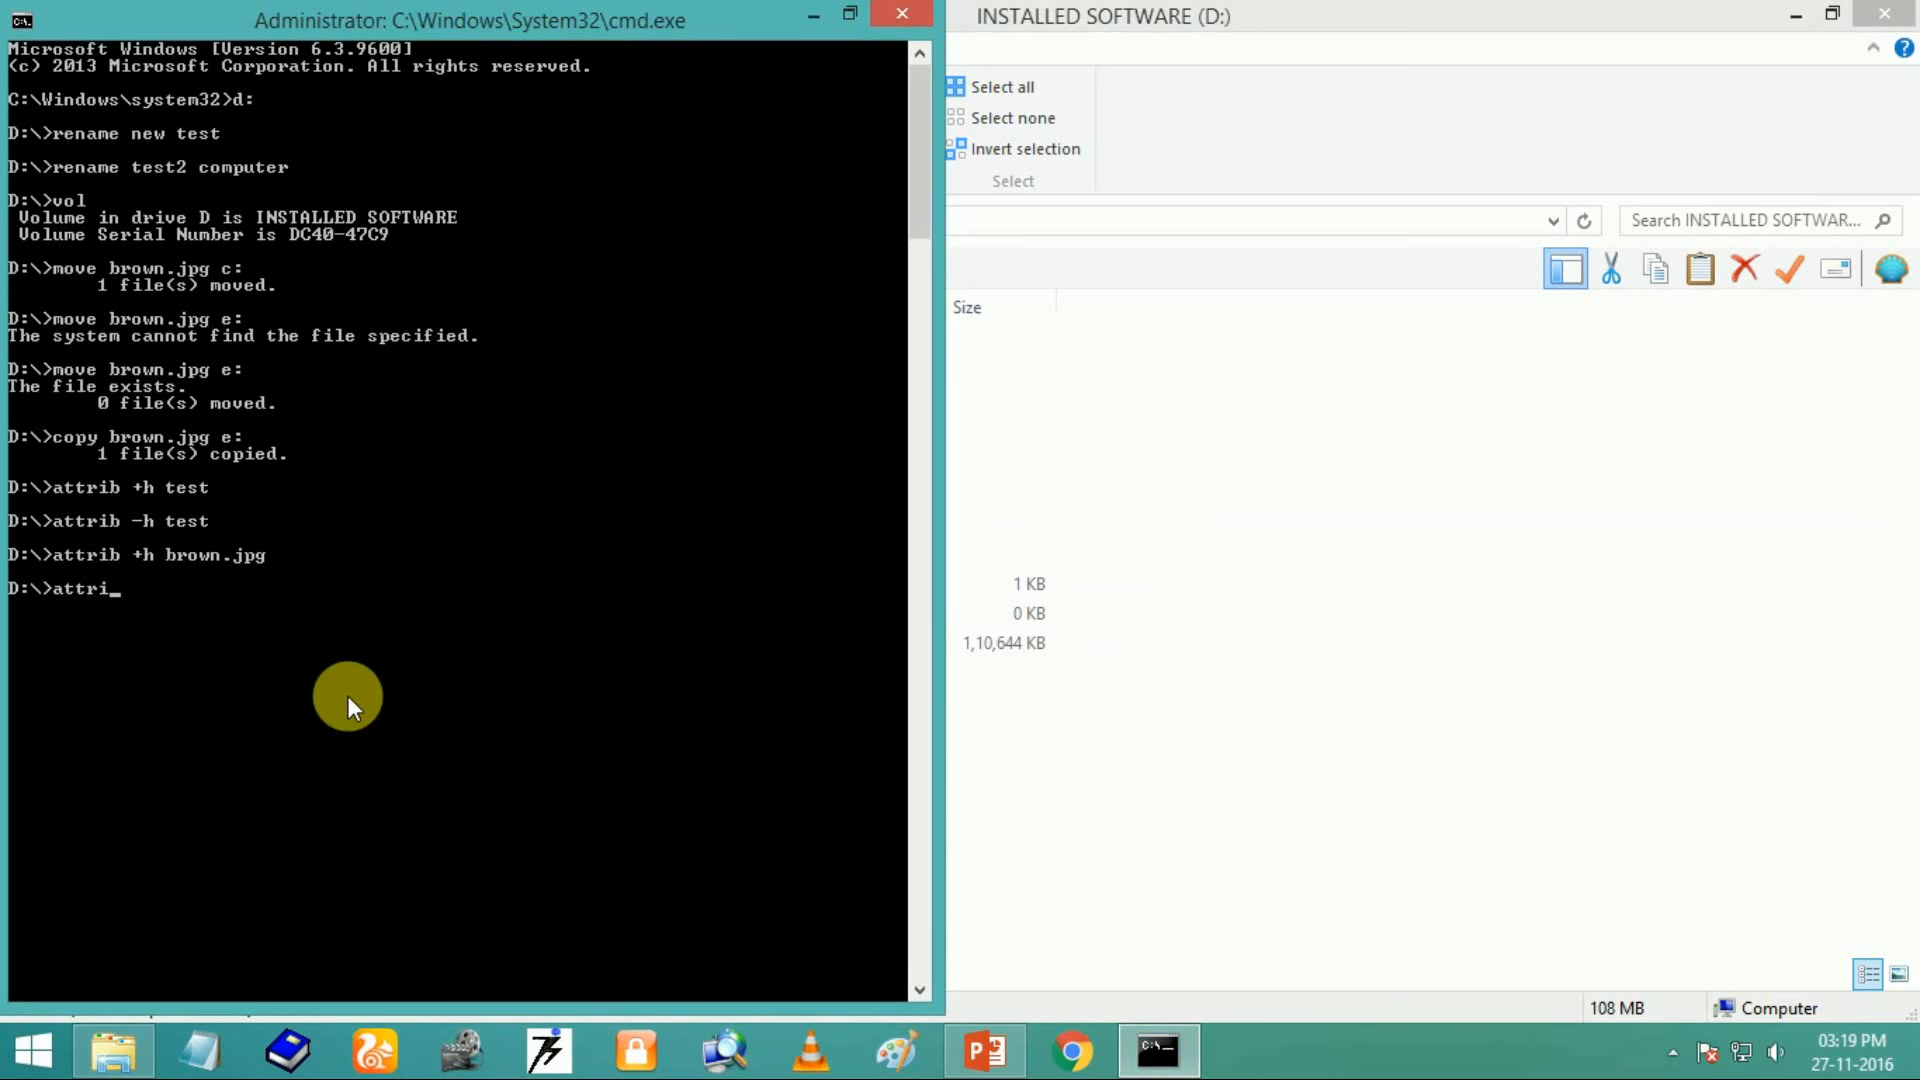 Administrator: C:\Windows\System32\cmd.exe
Microsoft Windows [Version 6.3.9600]
(c) 2013 Microsoft Corporation. All rights reserved.
C:\Windows\system32>d:
D:\>rename new test
D:\>rename test2 computer
D:\>vol
Volume in drive D is INSTALLED SOFTWARE
Volume Serial Number is DC40-47C9
D:\>move brown.jpg c:
1 file(s) moved.
D:\>move brown.jpg e:
The system cannot find the file specified.
D:\>move brown.jpg e:
The file exists.
0 file(s) moved.
D:\>copy brown.jpg e:
1 file(s) copied.
D:\>attrib +h test
D:\>attrib -h test
D:\>attrib +h brown.jpg
D:\>attri_
INSTALLED SOFTWARE (D:)
Select all
Select none
Invert selection
Select
Search INSTALLED SOFTWAR...
Size
1 KB
0 KB
1,10,644 KB
108 MB
Computer
03:19 PM
27-11-2016